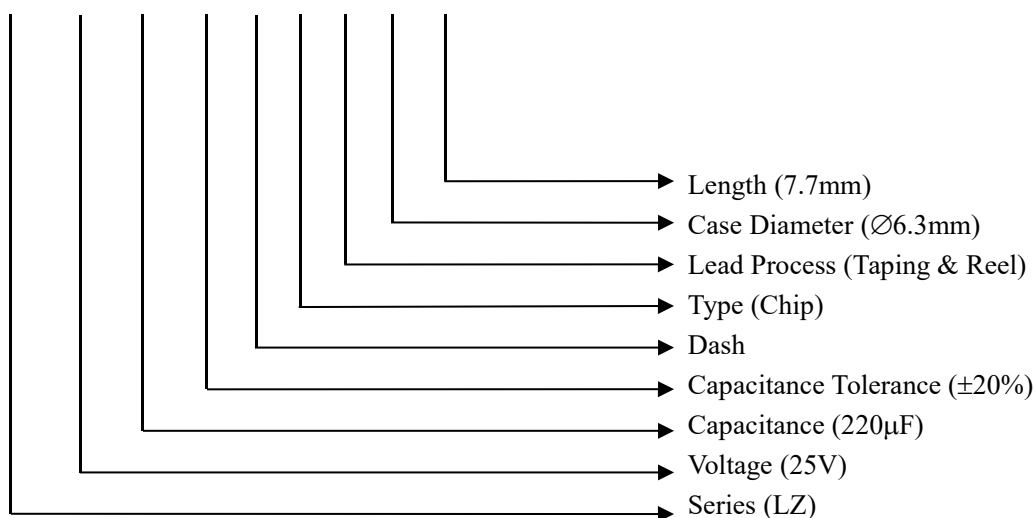 Length (7.7mm)
Case Diameter (∅6.3mm)
Lead Process (Taping & Reel)
Type (Chip)
Dash
Capacitance Tolerance (±20%)
Capacitance (220μF)
Voltage (25V)
Series (LZ)